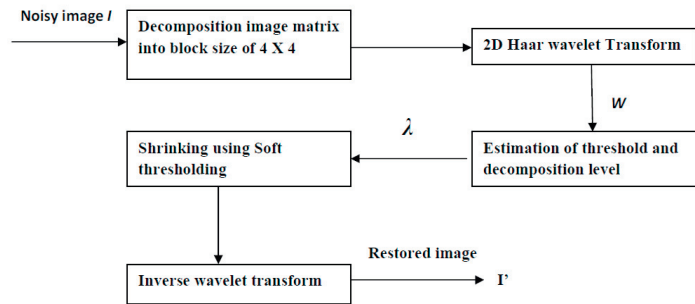 Noisy image I
Decomposition image matrix
into block size of 4 X 4
2D Haar wavelet Transform
W
λ
Shrinking using Soft
thresholding
Estimation of threshold and
decomposition level
Restored image
Inverse wavelet transform
I’